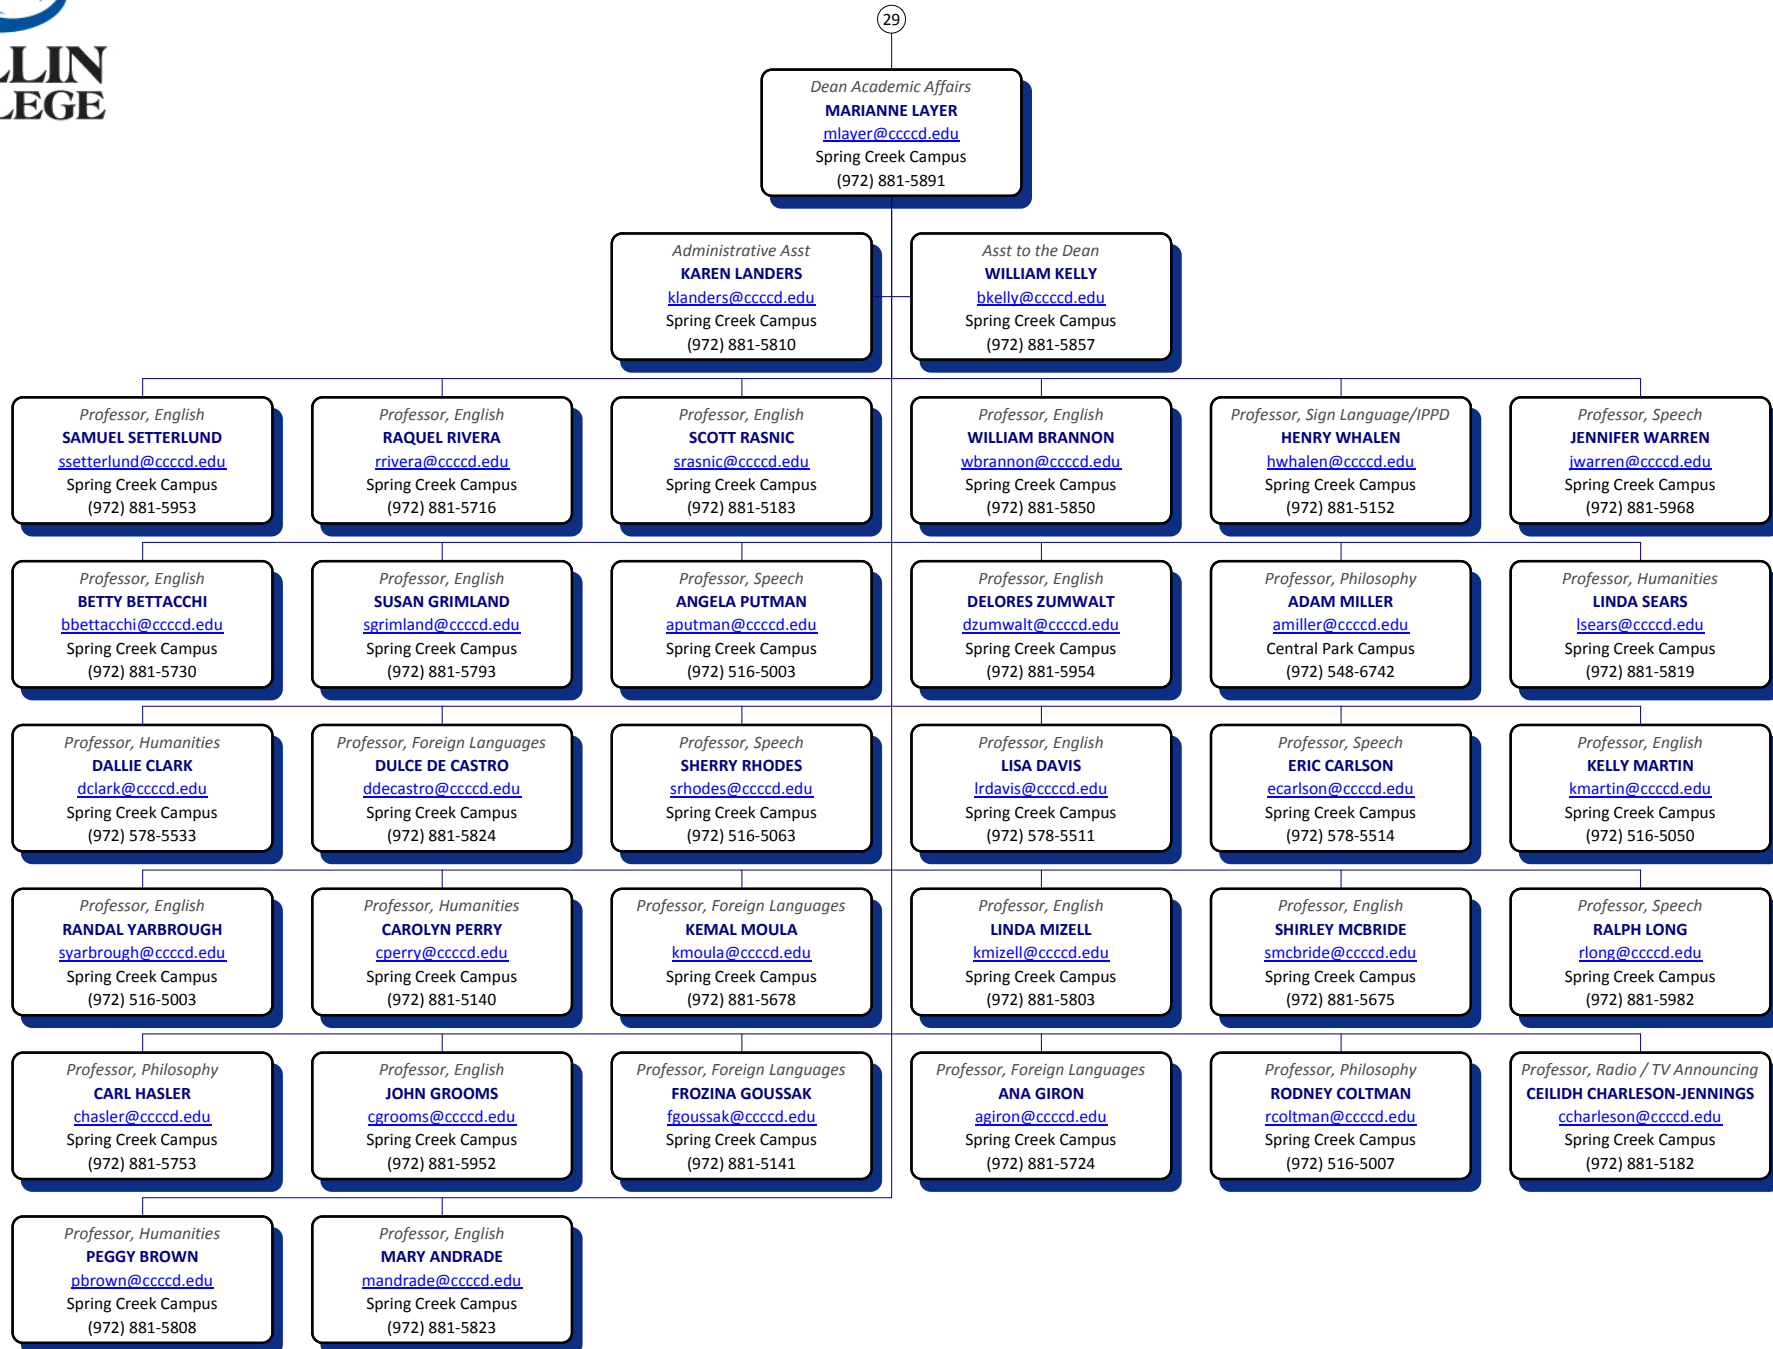 LLIN
LEGE
29
Dean Academic Affairs
MARIANNE LAYER
mlayer@ccccd.edu
Spring Creek Campus
(972) 881-5891
Administrative Asst
KAREN LANDERS
klanders@ccccd.edu
Spring Creek Campus
(972) 881-5810
Asst to the Dean
WILLIAM KELLY
bkelly@ccccd.edu
Spring Creek Campus
(972) 881-5857
Professor, English
SAMUEL SETTERLUND
ssetterlund@ccccd.edu
Spring Creek Campus
(972) 881-5953
Professor, English
RAQUEL RIVERA
rrivera@ccccd.edu
Spring Creek Campus
(972) 881-5716
Professor, English
SCOTT RASNIC
srasnic@ccccd.edu
Spring Creek Campus
(972) 881-5183
Professor, English
WILLIAM BRANNON
wbrannon@ccccd.edu
Spring Creek Campus
(972) 881-5850
Professor, Sign Language/IPPD
HENRY WHALEN
hwhalen@ccccd.edu
Spring Creek Campus
(972) 881-5152
Professor, Speech
JENNIFER WARREN
jwarren@ccccd.edu
Spring Creek Campus
(972) 881-5968
Professor, English
BETTY BETTACCHI
bbettacchi@ccccd.edu
Spring Creek Campus
(972) 881-5730
Professor, English
SUSAN GRIMLAND
sgrimland@ccccd.edu
Spring Creek Campus
(972) 881-5793
Professor, Speech
ANGELA PUTMAN
aputman@ccccd.edu
Spring Creek Campus
(972) 516-5003
Professor, English
DELORES ZUMWALT
dzumwalt@ccccd.edu
Spring Creek Campus
(972) 881-5954
Professor, Philosophy
ADAM MILLER
amiller@ccccd.edu
Central Park Campus
(972) 548-6742
Professor, Humanities
LINDA SEARS
lsears@ccccd.edu
Spring Creek Campus
(972) 881-5819
Professor, Humanities
DALLIE CLARK
dclark@ccccd.edu
Spring Creek Campus
(972) 578-5533
Professor, Foreign Languages
DULCE DE CASTRO
ddecastro@ccccd.edu
Spring Creek Campus
(972) 881-5824
Professor, Speech
SHERRY RHODES
srhodes@ccccd.edu
Spring Creek Campus
(972) 516-5063
Professor, English
LISA DAVIS
lrdavis@ccccd.edu
Spring Creek Campus
(972) 578-5511
Professor, Speech
ERIC CARLSON
ecarlson@ccccd.edu
Spring Creek Campus
(972) 578-5514
Professor, English
KELLY MARTIN
kmartin@ccccd.edu
Spring Creek Campus
(972) 516-5050
Professor, English
RANDAL YARBROUGH
syarbrough@ccccd.edu
Spring Creek Campus
(972) 516-5003
Professor, Humanities
CAROLYN PERRY
cperry@ccccd.edu
Spring Creek Campus
(972) 881-5140
Professor, Foreign Languages
KEMAL MOULA
kmoula@ccccd.edu
Spring Creek Campus
(972) 881-5678
Professor, English
LINDA MIZELL
kmizell@ccccd.edu
Spring Creek Campus
(972) 881-5803
Professor, English
SHIRLEY MCBRIDE
smcbride@ccccd.edu
Spring Creek Campus
(972) 881-5675
Professor, Speech
RALPH LONG
rlong@ccccd.edu
Spring Creek Campus
(972) 881-5982
Professor, Philosophy
CARL HASLER
chasler@ccccd.edu
Spring Creek Campus
(972) 881-5753
Professor, English
JOHN GROOMS
cgrooms@ccccd.edu
Spring Creek Campus
(972) 881-5952
Professor, Foreign Languages
FROZINA GOUSSAK
fgoussak@ccccd.edu
Spring Creek Campus
(972) 881-5141
Professor, Foreign Languages
ANA GIRON
agiron@ccccd.edu
Spring Creek Campus
(972) 881-5724
Professor, Philosophy
RODNEY COLTMAN
rcoltman@ccccd.edu
Spring Creek Campus
(972) 516-5007
Professor, Radio / TV Announcing
CEILIDH CHARLESON-JENNINGS
ccharleson@ccccd.edu
Spring Creek Campus
(972) 881-5182
Professor, Humanities
PEGGY BROWN
pbrown@ccccd.edu
Spring Creek Campus
(972) 881-5808
Professor, English
MARY ANDRADE
mandrade@ccccd.edu
Spring Creek Campus
(972) 881-5823